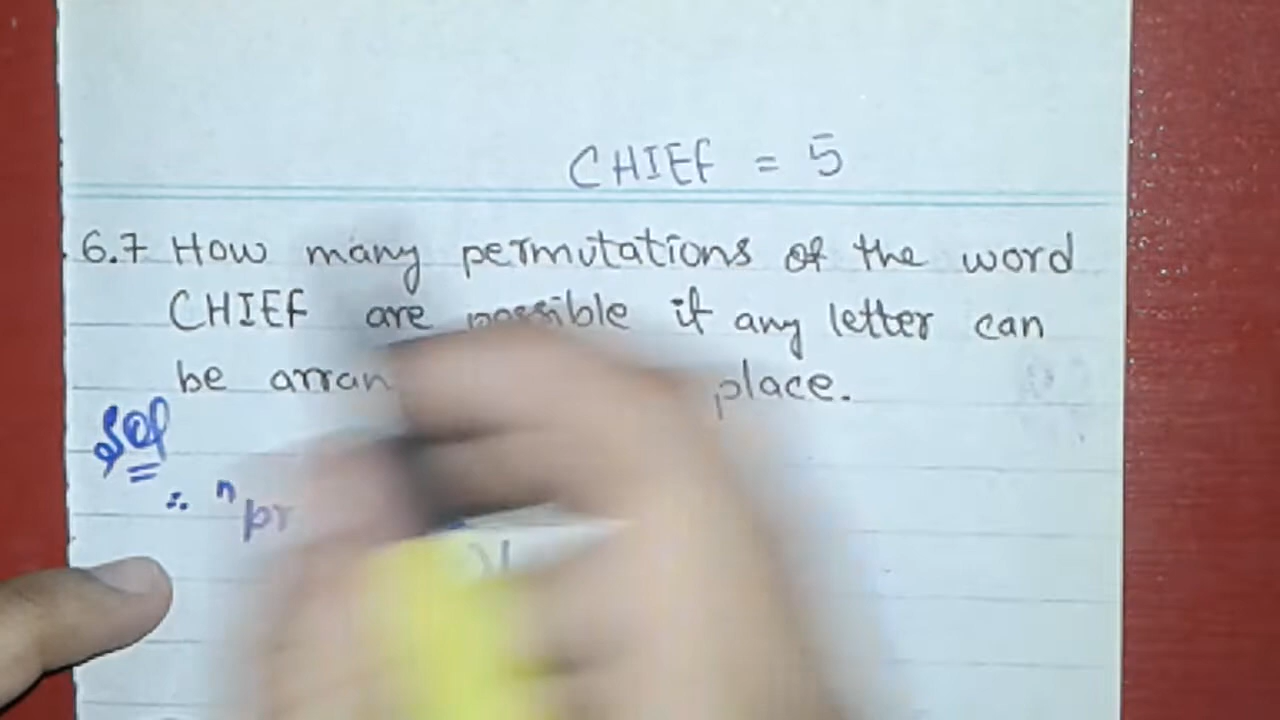 CHIEF = 5
6.7 How many permutations of the word
CHIEF are possible if any letter can
be arran place.
Sol
∴ ⁿpr